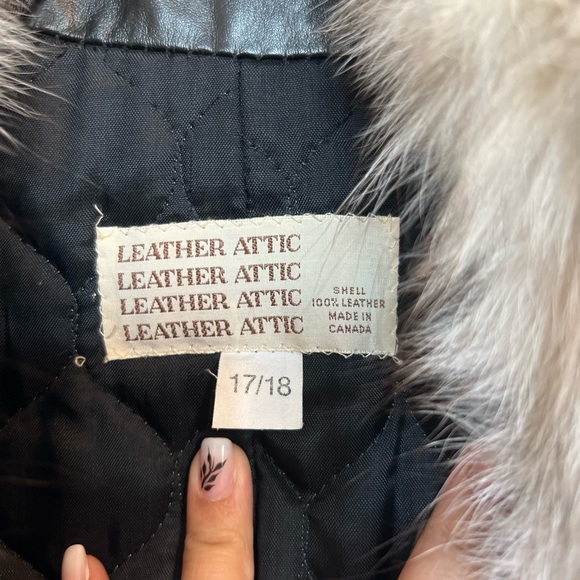 LEATHER ATTIC
LEATHER ATTIC
LEATHER ATTIC
LEATHER ATTIC
SHELL
100% LEATHER
MADE IN
CANADA
17/18